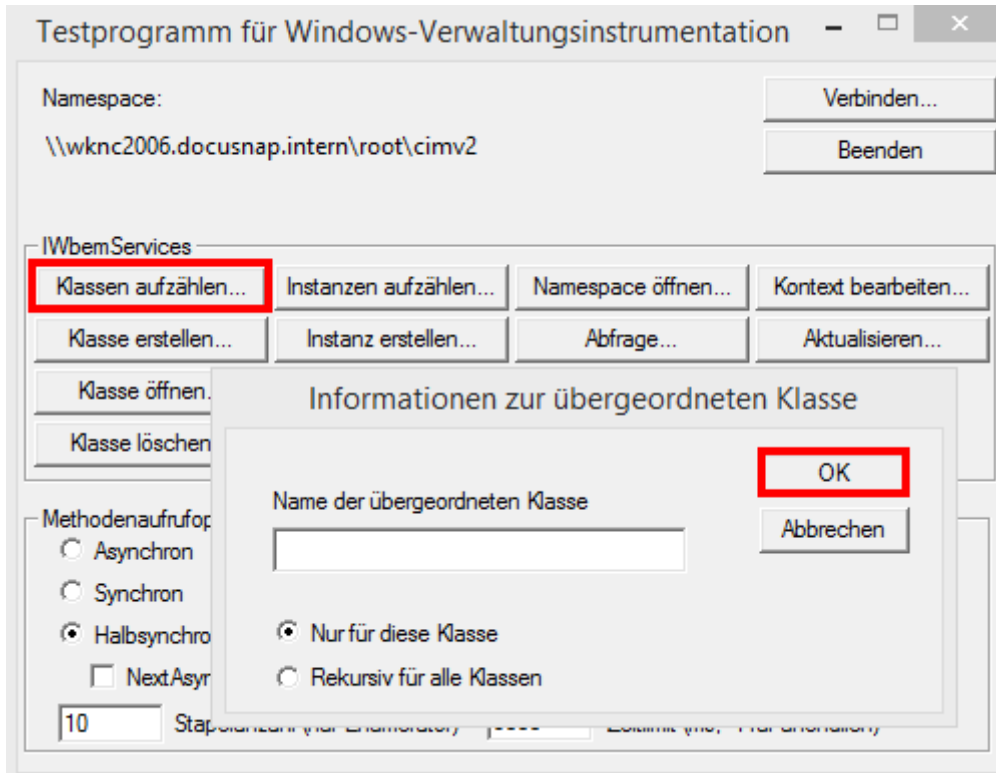 Testprogramm für Windows-Verwaltungsinstrumentation
Namespace:
Verbinden...
\\wknc2006.docusnap.intern\root\cimv2
Beenden
IWbemServices
Klassen aufzählen... Instanzen aufzählen... Namespace öffnen... Kontext bearbeiten...
Klasse erstellen... Instanz erstellen... Abfrage... Aktualisieren...
Klasse öffnen.
Klasse löschen
Informationen zur übergeordneten Klasse
OK
Name der übergeordneten Klasse
Abbrechen
Nur für diese Klasse
Rekursiv für alle Klassen
Methodenaufrufop
Asynchron
Synchron
Halbsynchro
NextAsyr
10